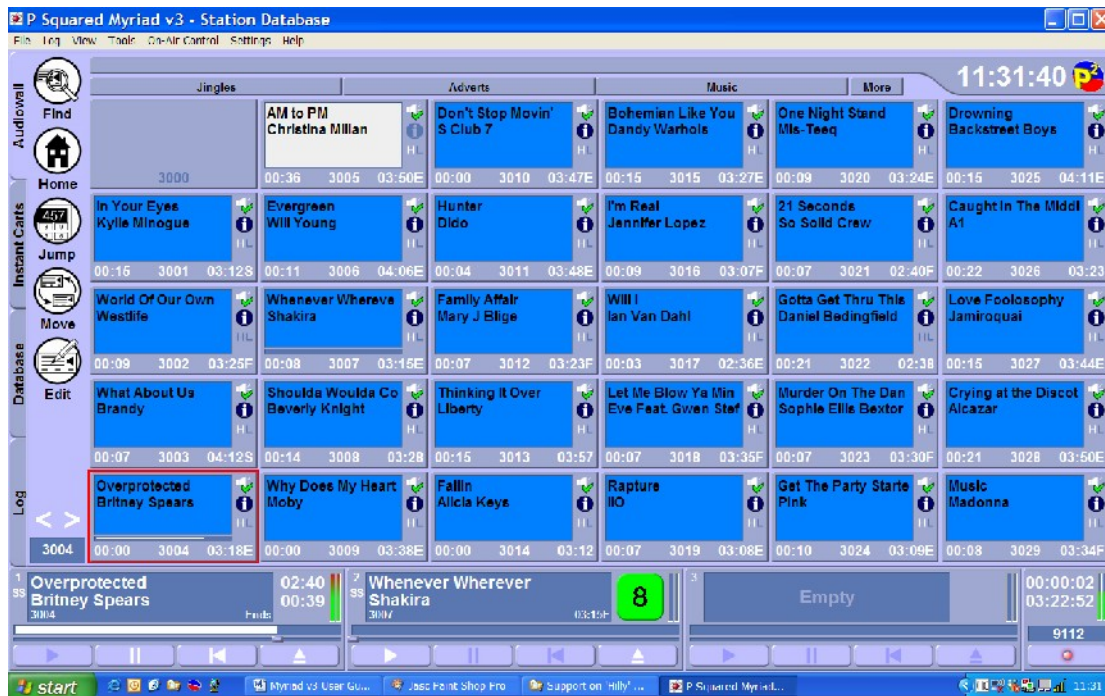 P Squared Myriad v3 - Station Database
File Log View Tools On-Air Control Settings Help
Jingles Adverts Music More 11:31:40
Audiowall
Instant Carts
Database
Log
Find
Home
Jump
Move
Edit
< >
3004
3000
AM to PM
Christina Milian
00:36 3005 03:50E
Don't Stop Movin'
S Club 7
00:00 3010 03:47E
Bohemian Like You
Dandy Warhols
00:15 3015 03:27E
One Night Stand
Mis-Teeq
00:09 3020 03:24E
Drowning
Backstreet Boys
00:15 3025 04:11E
In Your Eyes
Kylie Minogue
00:15 3001 03:12S
Evergreen
Will Young
00:11 3006 04:06E
Hunter
Dido
00:04 3011 03:48E
I'm Real
Jennifer Lopez
00:09 3016 03:07F
21 Seconds
So Solid Crew
00:07 3021 02:40F
Caught In The Middl
A1
00:22 3026 03:23
World Of Our Own
Westlife
00:09 3002 03:25F
Whenever Whereve
Shakira
00:08 3007 03:15E
Family Affair
Mary J Blige
00:07 3012 03:23F
Will I
Ian Van Dahl
00:03 3017 02:36E
Gotta Get Thru This
Daniel Bedingfield
00:21 3022 02:38
Love Foolosophy
Jamiroquai
00:15 3027 03:44E
What About Us
Brandy
00:07 3003 04:12S
Shoulda Woulda Co
Beverly Knight
00:14 3008 03:28
Thinking It Over
Liberty
00:15 3013 03:57
Let Me Blow Ya Min
Eve Feat. Gwen Stef
00:07 3018 03:35F
Murder On The Dan
Sophie Ellis Bextor
00:07 3023 03:30F
Crying at the Discot
Alcazar
00:21 3028 03:50E
Overprotected
Britney Spears
00:00 3004 03:18E
Why Does My Heart
Moby
00:00 3009 03:38E
Fallin
Alicia Keys
00:00 3014 03:12
Rapture
IIO
00:07 3019 03:08E
Get The Party Starte
Pink
00:10 3024 03:09E
Music
Madonna
00:08 3029 03:34F
1 Overprotected 02:40
SS Britney Spears 00:39
3004 Ends
2 Whenever Wherever
SS Shakira
3007 03:15E
8
3
Empty
00:00:02
03:22:52
9112
start
Myriad v3 User Gu...
Jasc Paint Shop Pro
Support on 'Hilly' ...
P Squared Myriad...
11:31